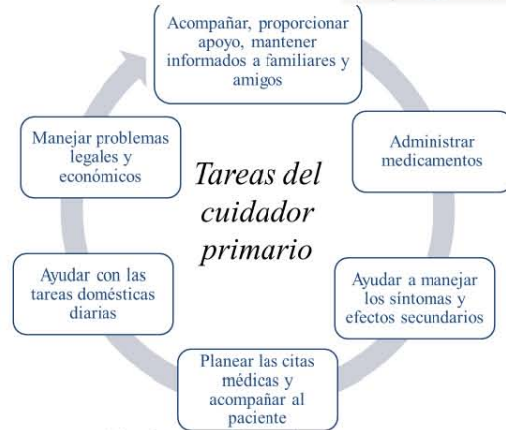 Acompañar, proporcionar
apoyo, mantener
informados a familiares y
amigos
Administrar
medicamentos
Ayudar a manejar
los síntomas y
efectos secundarios
Planear las citas
médicas y
acompañar al
paciente
Ayudar con las
tareas domésticas
diarias
Manejar problemas
legales y
económicos
Tareas del
cuidador
primario